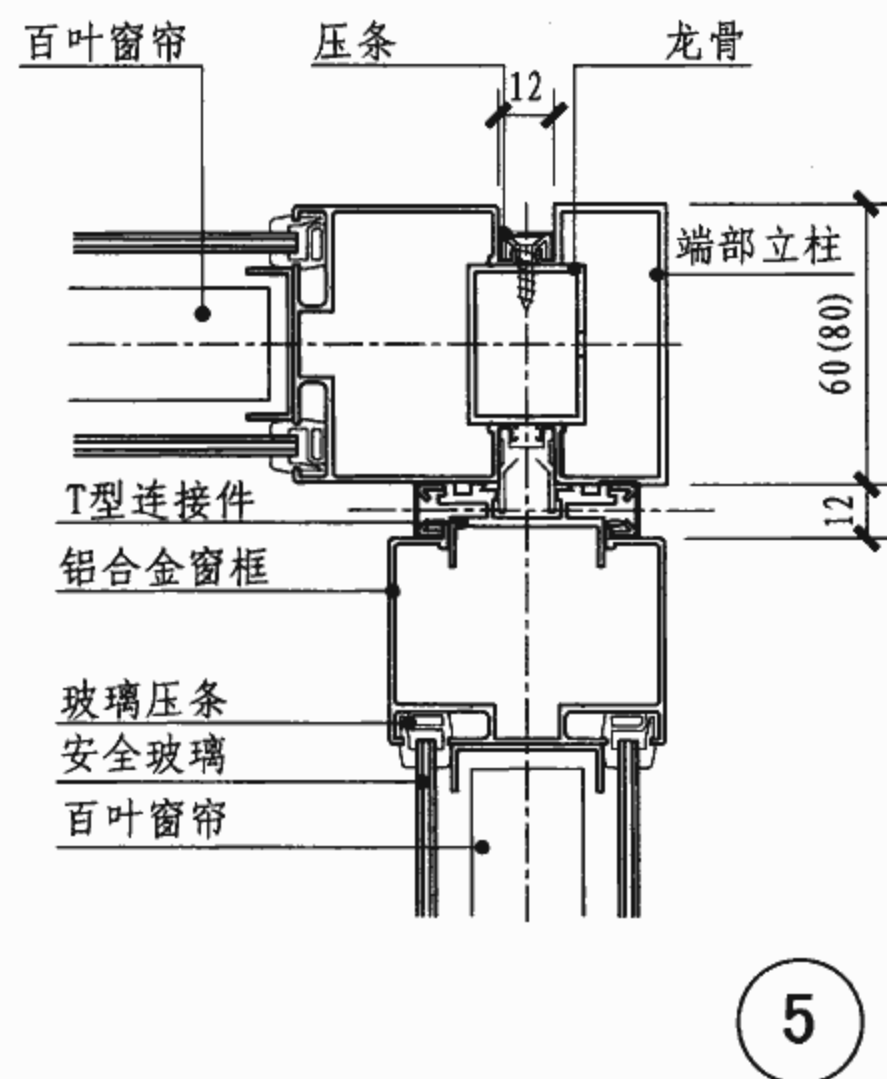 百叶窗帘
压条
龙骨
12
端部立柱
60(80)
T型连接件
12
铝合金窗框
玻璃压条
安全玻璃
百叶窗帘
5